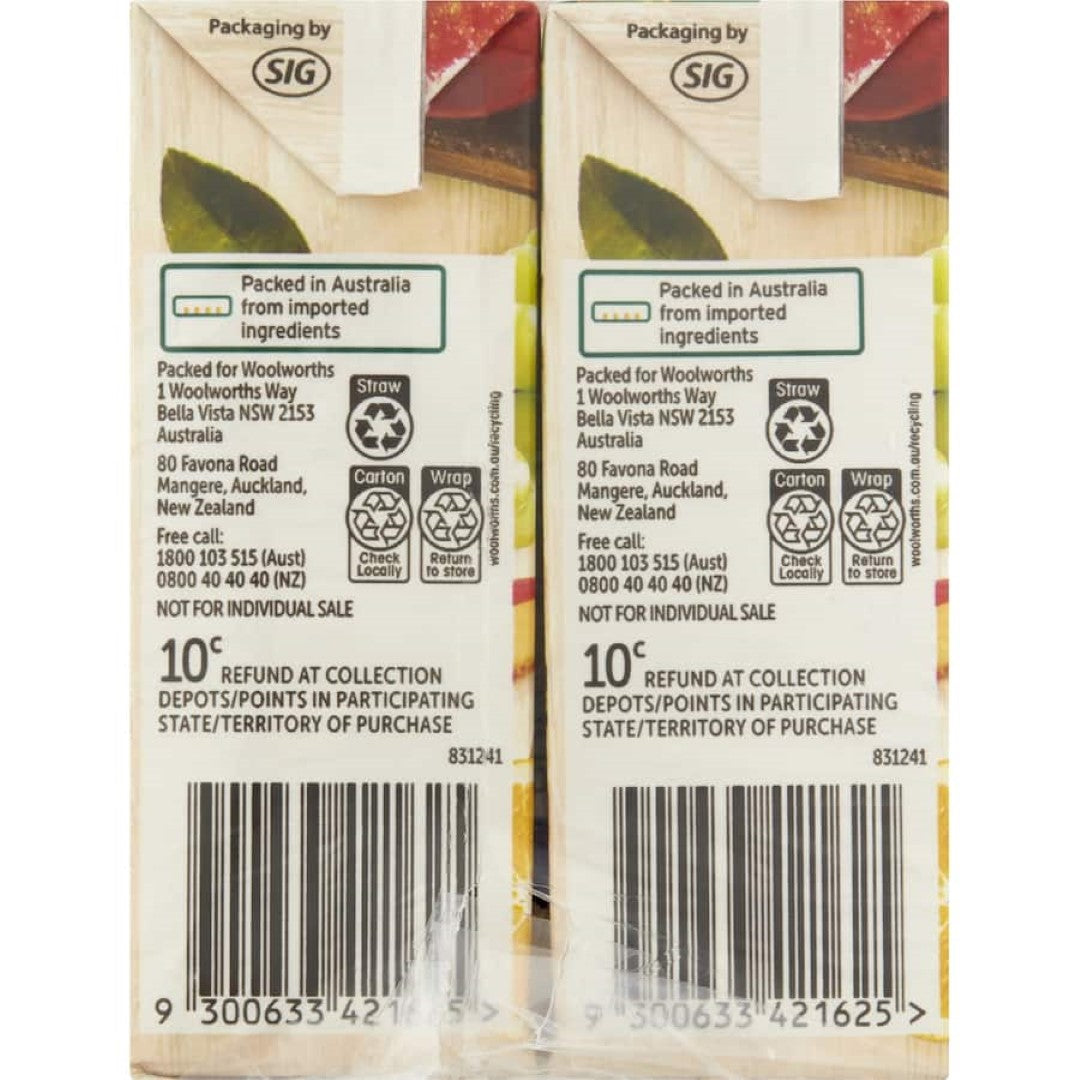 Packaging by
SIG
Packed in Australia
from imported
ingredients
Packed for Woolworths
1 Woolworths Way
Bella Vista NSW 2153
Australia
80 Favona Road
Mangere, Auckland,
New Zealand
Free call:
1800 103 515 (Aust)
0800 40 40 40 (NZ)
NOT FOR INDIVIDUAL SALE
Straw
Carton
Check
Locally
Wrap
Return
to store
woolworths.com.au/recycling
10c REFUND AT COLLECTION
DEPOTS/POINTS IN PARTICIPATING
STATE/TERRITORY OF PURCHASE
831241
9 300633
Packaging by
SIG
Packed in Australia
from imported
ingredients
Packed for Woolworths
1 Woolworths Way
Bella Vista NSW 2153
Australia
80 Favona Road
Mangere, Auckland,
New Zealand
Free call:
1800 103 515 (Aust)
0800 40 40 40 (NZ)
NOT FOR INDIVIDUAL SALE
Straw
Carton
Check
Locally
Wrap
Return
to store
woolworths.com.au/recycling
10c REFUND AT COLLECTION
DEPOTS/POINTS IN PARTICIPATING
STATE/TERRITORY OF PURCHASE
831241
9 300633 421625 >